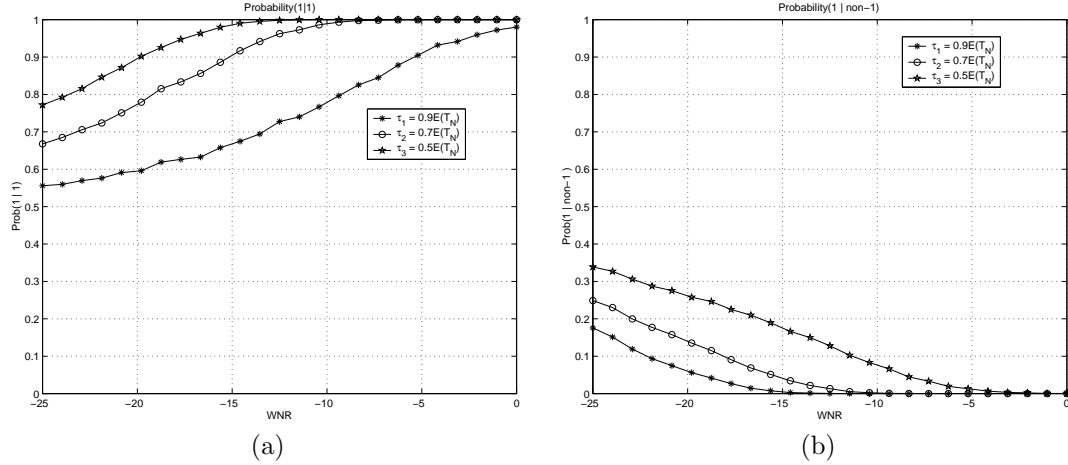 Probability(1|1)
1
0.9
0.8
0.7
0.6
0.5
0.4
0.3
0.2
0.1
0
Prob(1 | 1)
τ1 = 0.9E(TN)
τ2 = 0.7E(TN)
τ3 = 0.5E(TN)
−25 −20 −15 −10 −5 0
WNR
(a)
Probability(1 | non−1)
1
0.9
0.8
0.7
0.6
0.5
0.4
0.3
0.2
0.1
0
Prob(1 | non−1)
τ1 = 0.9E(TN)
τ2 = 0.7E(TN)
τ3 = 0.5E(TN)
−25 −20 −15 −10 −5 0
WNR
(b)